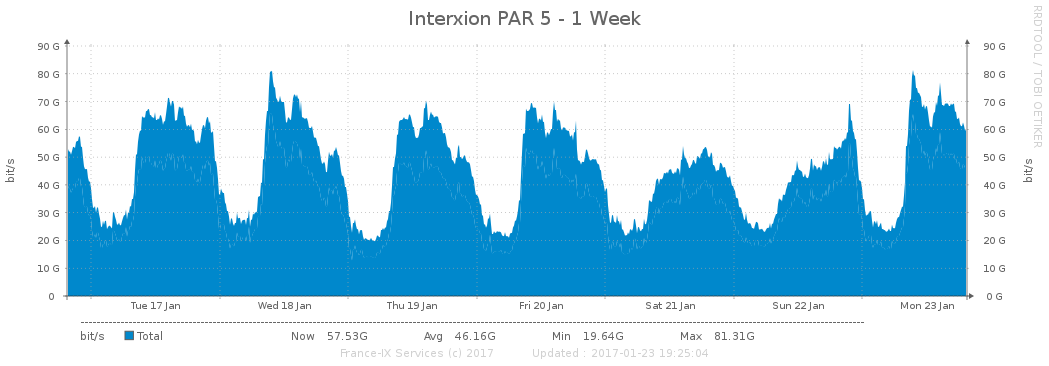 Interxion PAR 5 - 1 Week
RRDTOOL / TOBI OETIKER
90 G 90 G
80 G 80 G
70 G 70 G
60 G 60 G
50 G 50 G
40 G 40 G
30 G 30 G
20 G 20 G
10 G 10 G
0 0 G
bit/s
bit/s
Tue 17 Jan Wed 18 Jan Thu 19 Jan Fri 20 Jan Sat 21 Jan Sun 22 Jan Mon 23 Jan
bit/s Total Now 57.53G Avg 46.16G Min 19.64G Max 81.31G
France-IX Services (c) 2017 Updated : 2017-01-23 19:25:04